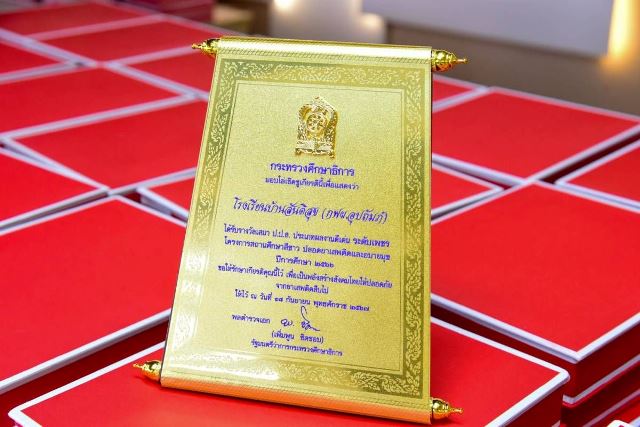 กระทรวงศึกษาธิการ
มอบโล่เชิดชูเกียรตินี้เพื่อแสดงว่า
โรงเรียนบ้านสันติสุข (กฟผ.อุปถัมภ์)
ได้รับรางวัลเสมา ป.ป.ส. ประเภทผลงานดีเด่น ระดับเพชร
โครงการสถานศึกษาสีขาว ปลอดยาเสพติดและอบายมุข
ปีการศึกษา ๒๕๖๖
ขอให้รักษาเกียรติคุณนี้ไว้ เพื่อเป็นพลังสร้างสังคมไทยให้ปลอดภัย
จากยาเสพติดสืบไป
ให้ไว้ ณ วันที่ ๑๘ กันยายน พุทธศักราช ๒๕๖๗
พลตำรวจเอก
(เพิ่มพูน ชิดชอบ)
รัฐมนตรีว่าการกระทรวงศึกษาธิการ